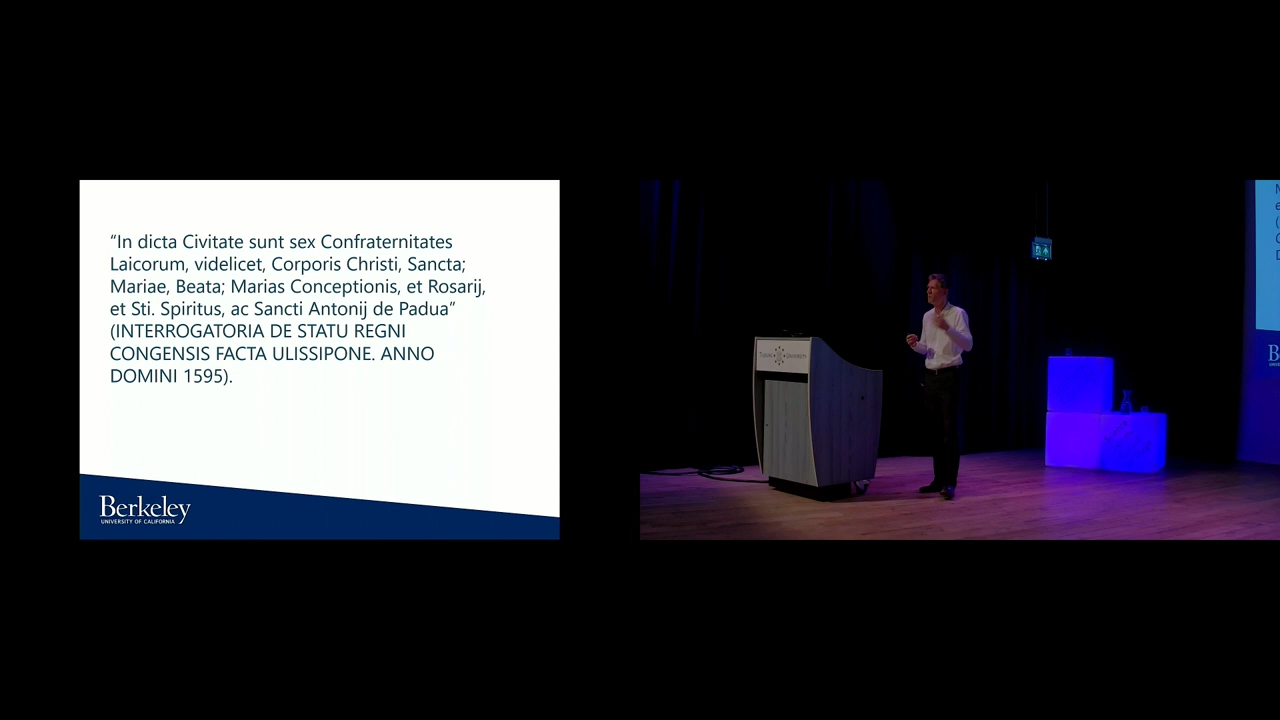 “In dicta Civitate sunt sex Confraternitates
Laicorum, videlicet, Corporis Christi, Sancta;
Mariae, Beata; Marias Conceptionis, et Rosarij,
et Sti. Spiritus, ac Sancti Antonij de Padua”
(INTERROGATORIA DE STATU REGNI
CONGENSIS FACTA ULISSIPONE. ANNO
DOMINI 1595).
Berkeley
UNIVERSITY OF CALIFORNIA
TILBURG UNIVERSITY